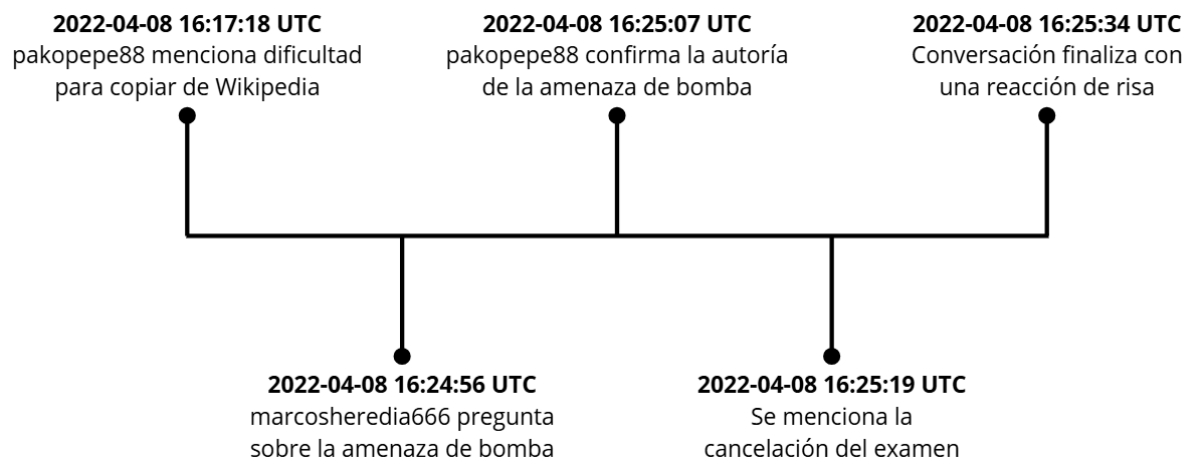 2022-04-08 16:17:18 UTC
pakopepe88 menciona dificultad
para copiar de Wikipedia
2022-04-08 16:25:07 UTC
pakopepe88 confirma la autoría
de la amenaza de bomba
2022-04-08 16:25:34 UTC
Conversación finaliza con
una reacción de risa
2022-04-08 16:24:56 UTC
marcosheredia666 pregunta
sobre la amenaza de bomba
2022-04-08 16:25:19 UTC
Se menciona la
cancelación del examen